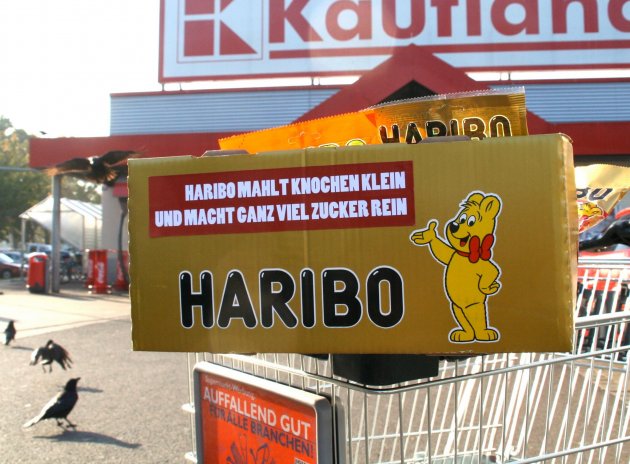 Kaufland
HARIBO
HARIBO MAHLT KNOCHEN KLEIN
UND MACHT GANZ VIEL ZUCKER REIN
HARIBO
AUFFALLEND GUT
FÜR ALLE BRANCHEN!